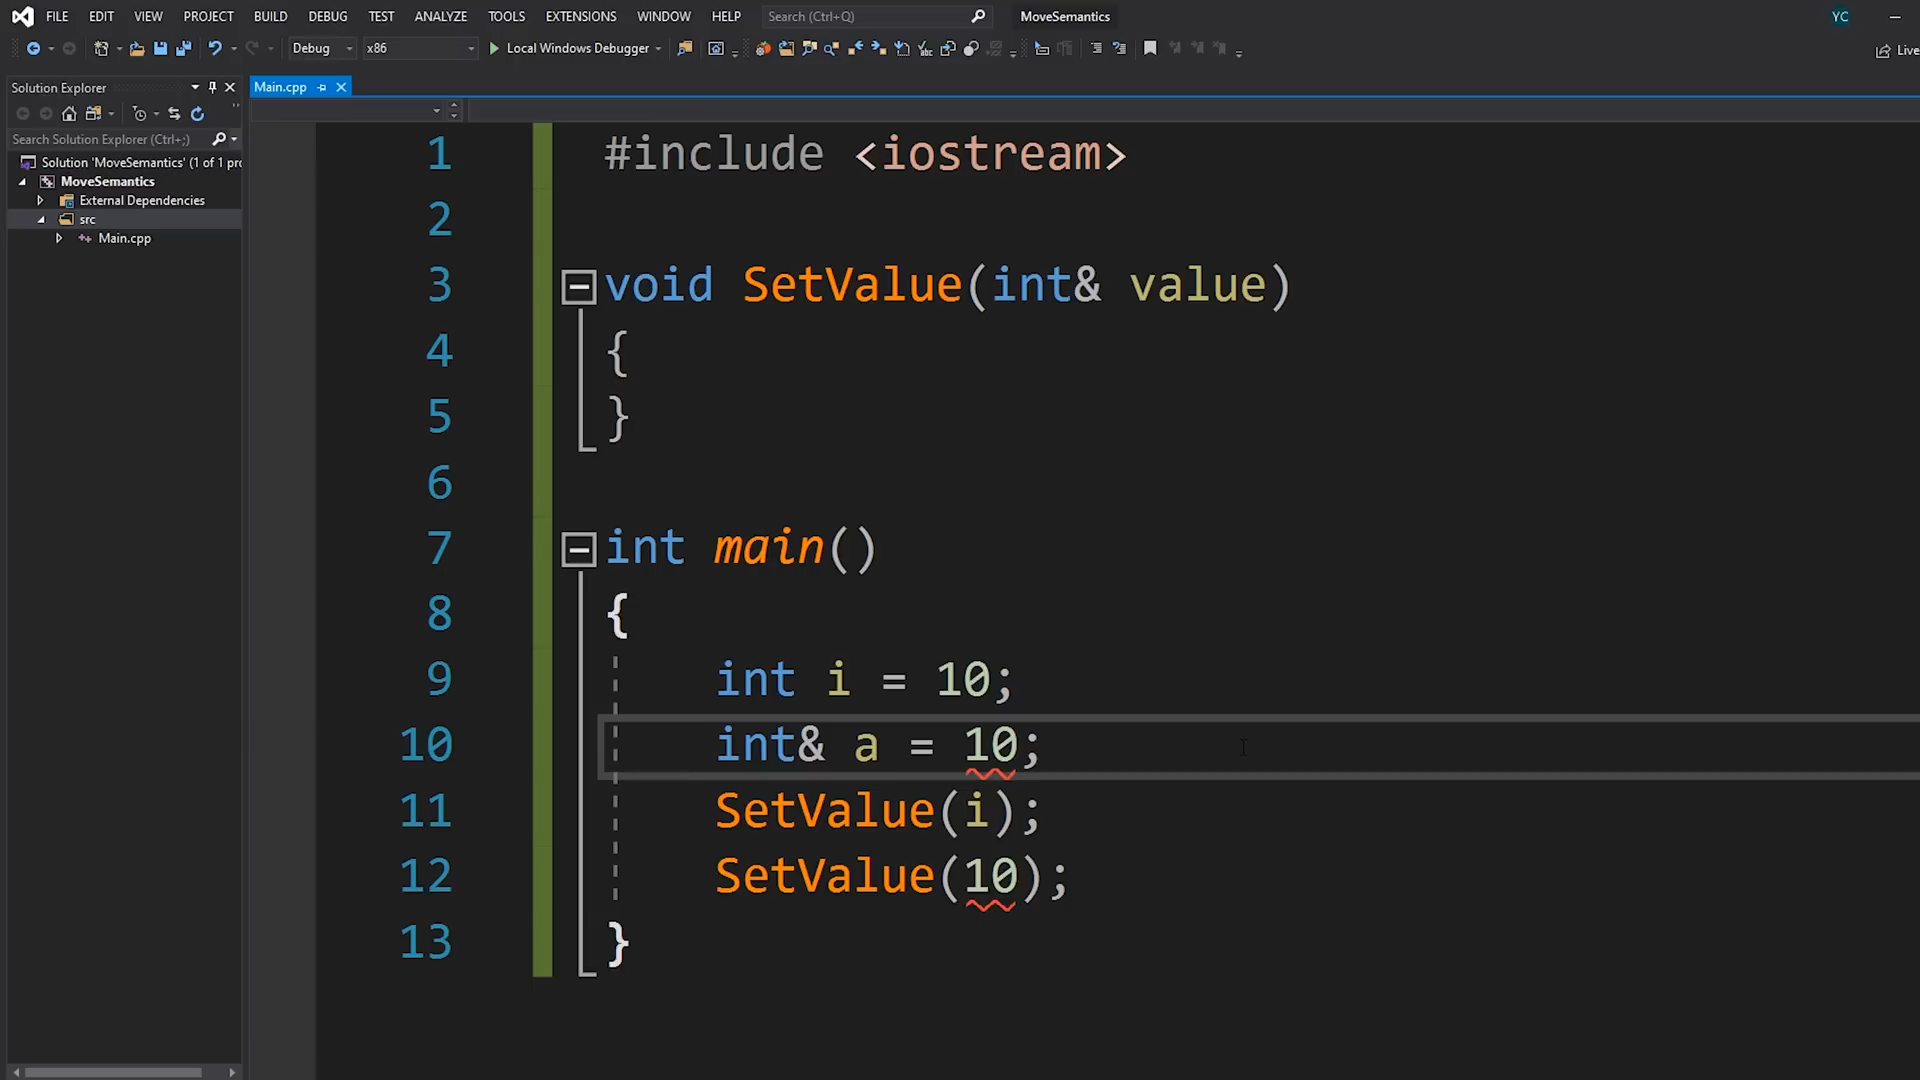 FILE EDIT VIEW PROJECT BUILD DEBUG TEST ANALYZE TOOLS EXTENSIONS WINDOW HELP Search (Ctrl+Q) MoveSemantics YC
Debug x86 Local Windows Debugger Live
Solution Explorer
Main.cpp
Search Solution Explorer (Ctrl+;)
Solution 'MoveSemantics' (1 of 1 pro
MoveSemantics
External Dependencies
src
Main.cpp
1 #include <iostream>
2
3 void SetValue(int& value)
4 {
5 }
6
7 int main()
8 {
9 int i = 10;
10 int& a = 10;
11 SetValue(i);
12 SetValue(10);
13 }